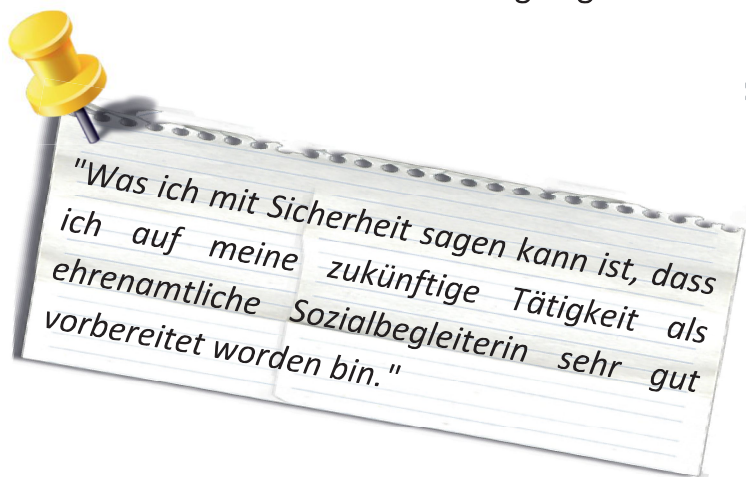 "Was ich mit Sicherheit sagen kann ist, dass
ich auf meine zukünftige Tätigkeit als
ehrenamtliche Sozialbegleiterin sehr gut
vorbereitet worden bin."